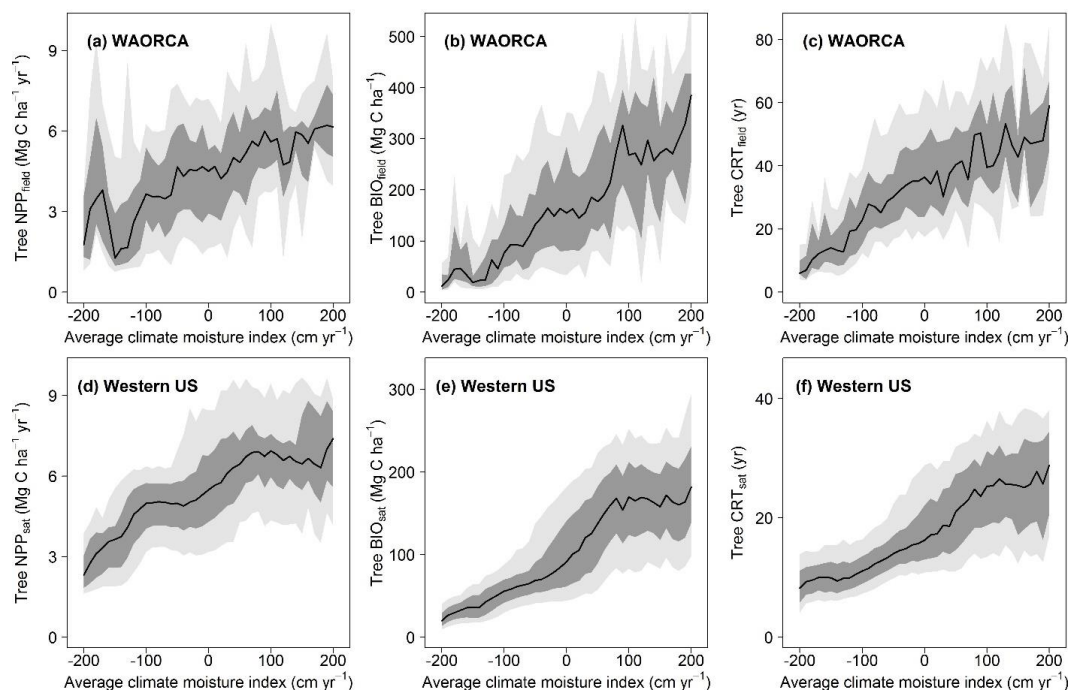 (a) WAORCA
Tree NPP_field (Mg C ha⁻¹ yr⁻¹)
9
6
3
0
-200 -100 0 100 200
Average climate moisture index (cm yr⁻¹)
(b) WAORCA
Tree BIO_field (Mg C ha⁻¹)
500
400
300
200
100
0
-200 -100 0 100 200
Average climate moisture index (cm yr⁻¹)
(c) WAORCA
Tree CRT_field (yr)
80
60
40
20
0
-200 -100 0 100 200
Average climate moisture index (cm yr⁻¹)
(d) Western US
Tree NPP_sat (Mg C ha⁻¹ yr⁻¹)
9
6
3
0
-200 -100 0 100 200
Average climate moisture index (cm yr⁻¹)
(e) Western US
Tree BIO_sat (Mg C ha⁻¹)
300
200
100
0
-200 -100 0 100 200
Average climate moisture index (cm yr⁻¹)
(f) Western US
Tree CRT_sat (yr)
40
20
0
-200 -100 0 100 200
Average climate moisture index (cm yr⁻¹)